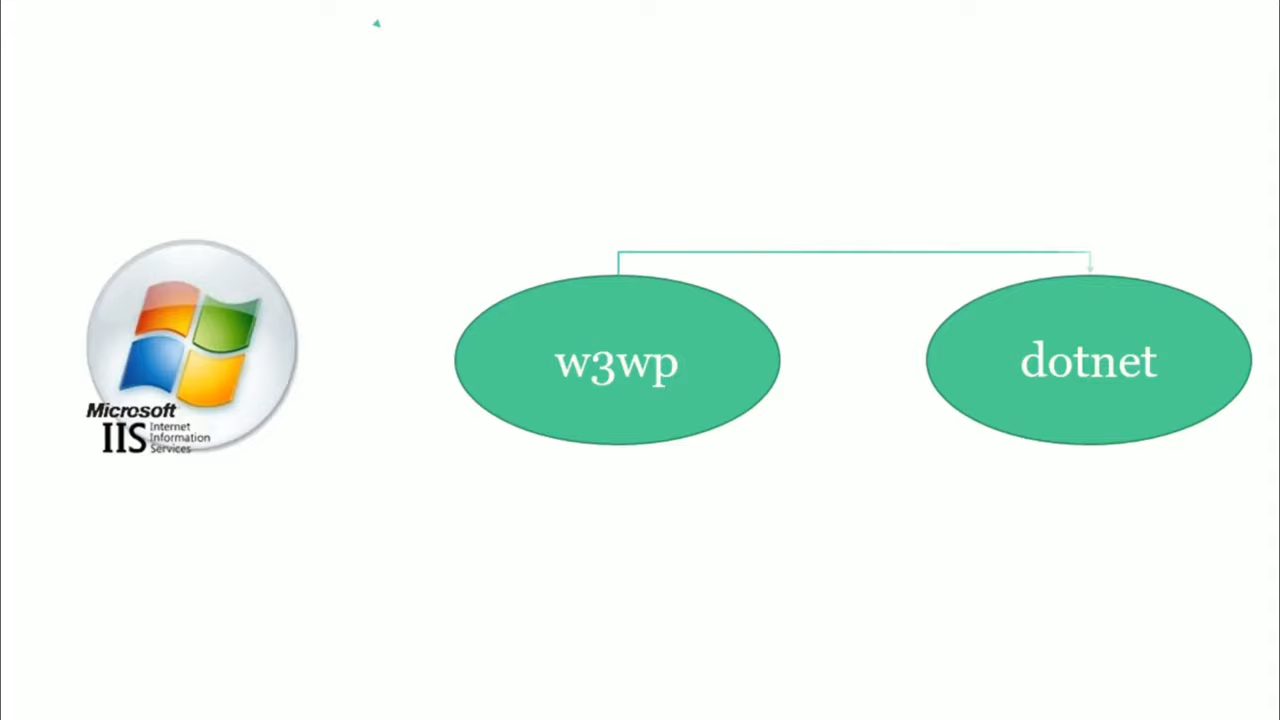 Microsoft
IIS
Internet
Information
Services
w3wp
dotnet